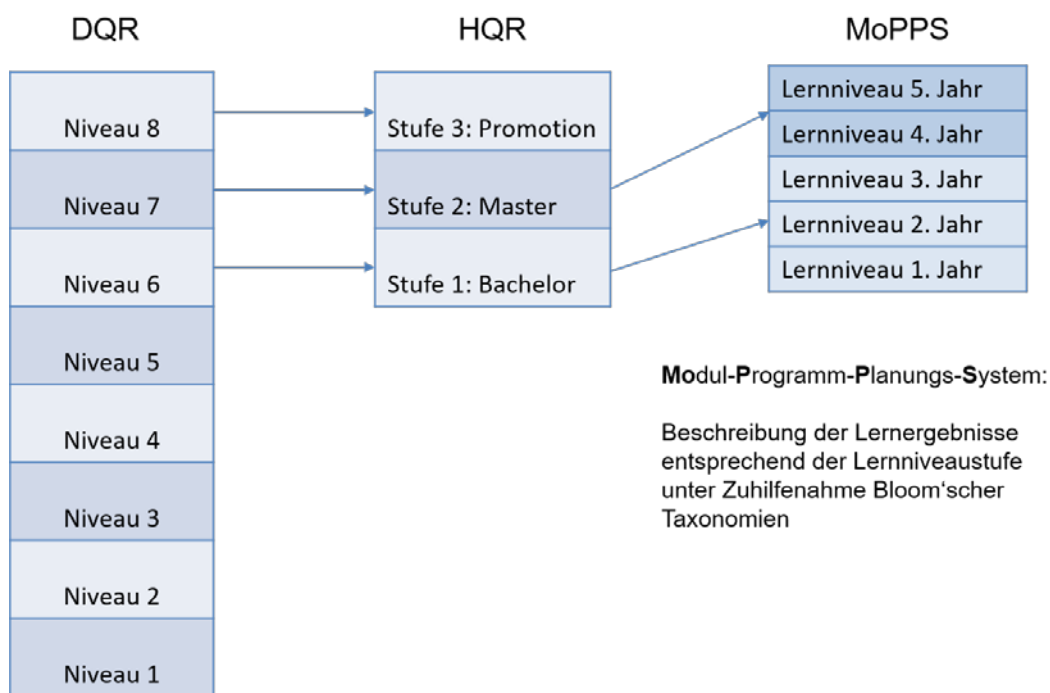 DQR
Niveau 8
Niveau 7
Niveau 6
Niveau 5
Niveau 4
Niveau 3
Niveau 2
Niveau 1
HQR
Stufe 3: Promotion
Stufe 2: Master
Stufe 1: Bachelor
MoPPS
Lernniveau 5. Jahr
Lernniveau 4. Jahr
Lernniveau 3. Jahr
Lernniveau 2. Jahr
Lernniveau 1. Jahr
Modul-Programm-Planungs-System:
Beschreibung der Lernergebnisse
entsprechend der Lernniveaustufe
unter Zuhilfenahme Bloom‘scher
Taxonomien